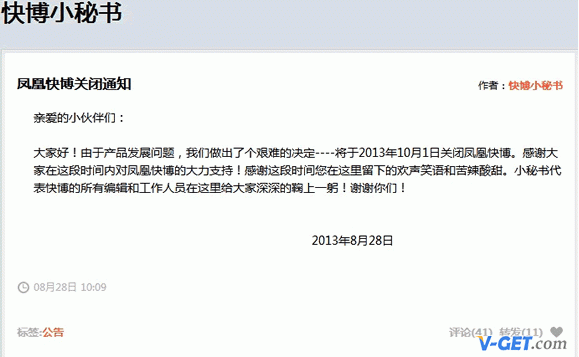 快博小秘书
凤凰快博关闭通知
作者：快博小秘书
亲爱的小伙伴们：
大家好！由于产品发展问题，我们做出了个艰难的决定----将于2013年10月1日关闭凤凰快博。感谢大
家在这段时间内对凤凰快博的大力支持！感谢这段时间您在这里留下的欢声笑语和苦辣酸甜。小秘书代
表快博的所有编辑和工作人员在这里给大家深深的鞠上一躬！谢谢你们！
2013年8月28日
08月28日 10:09
标签:公告
评论(41) 转发(11)
V-GET.com